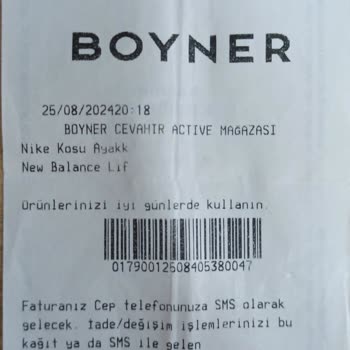 BOYNER
25/08/202420:18
BOYNER CEVAHIR ACTIVE MAGAZASI
Nike Kosu Ayakk
New Balance Lif
Ürünlerinizi iyi günlerde kullanın.
01790012508405380047
Faturanız Cep telefonunuza SMS olarak
gelecek. İade/değişim işlemlerinizi bu
kağıt ya da SMS ile gelen